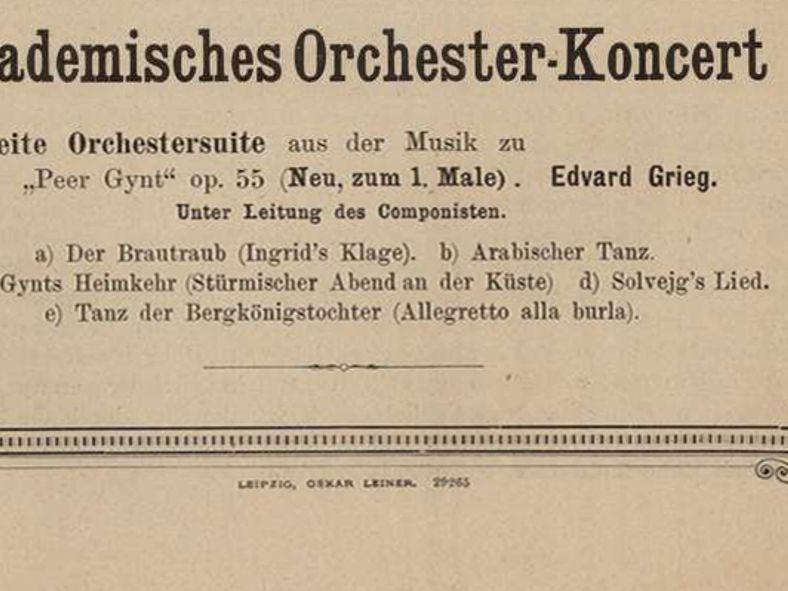 ademisches Orchester-Koncert
eite Orchestersuite aus der Musik zu
„Peer Gynt“ op. 55 (Neu, zum 1. Male) . Edvard Grieg.
Unter Leitung des Componisten.
a) Der Brautraub (Ingrid's Klage). b) Arabischer Tanz.
Gynts Heimkehr (Stürmischer Abend an der Küste) d) Solvejg's Lied.
e) Tanz der Bergkönigstochter (Allegretto alla burla).
LEIPZIG, OSKAR LEINER. 29265